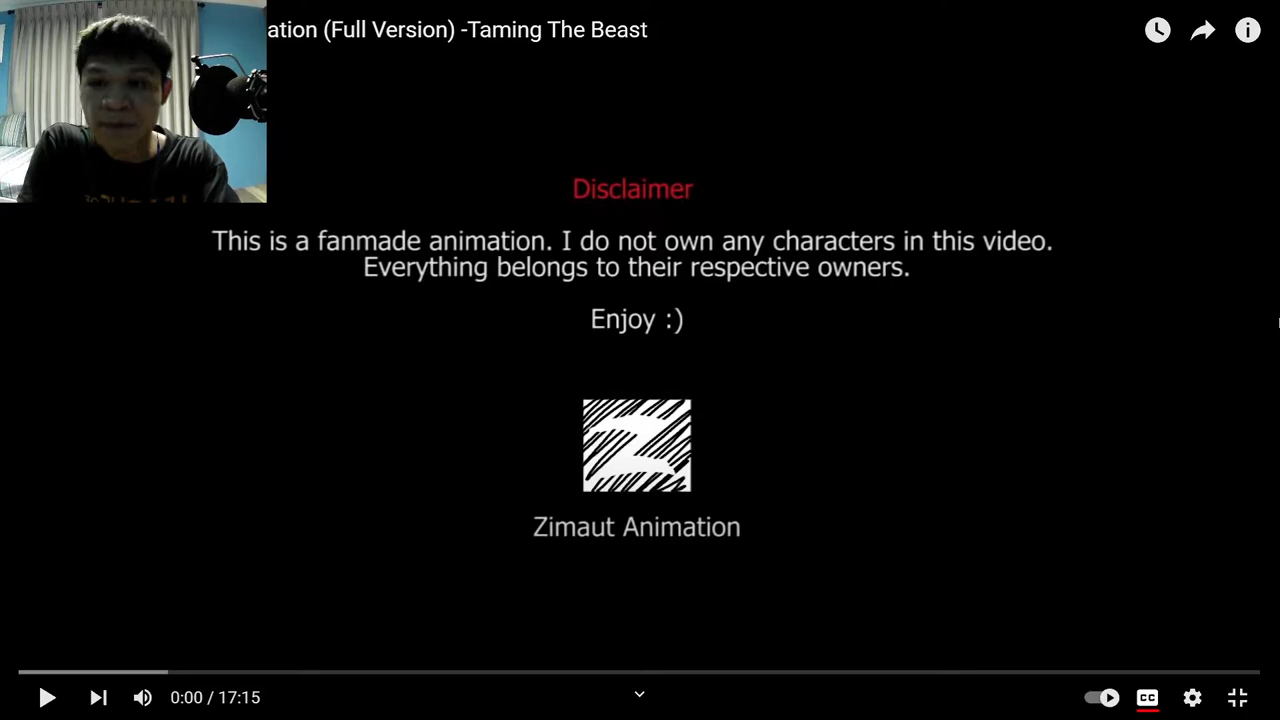 ation (Full Version) -Taming The Beast
Disclaimer
This is a fanmade animation. I do not own any characters in this video.
Everything belongs to their respective owners.
Enjoy :)
Z
Zimaut Animation
0:00 / 17:15
CC